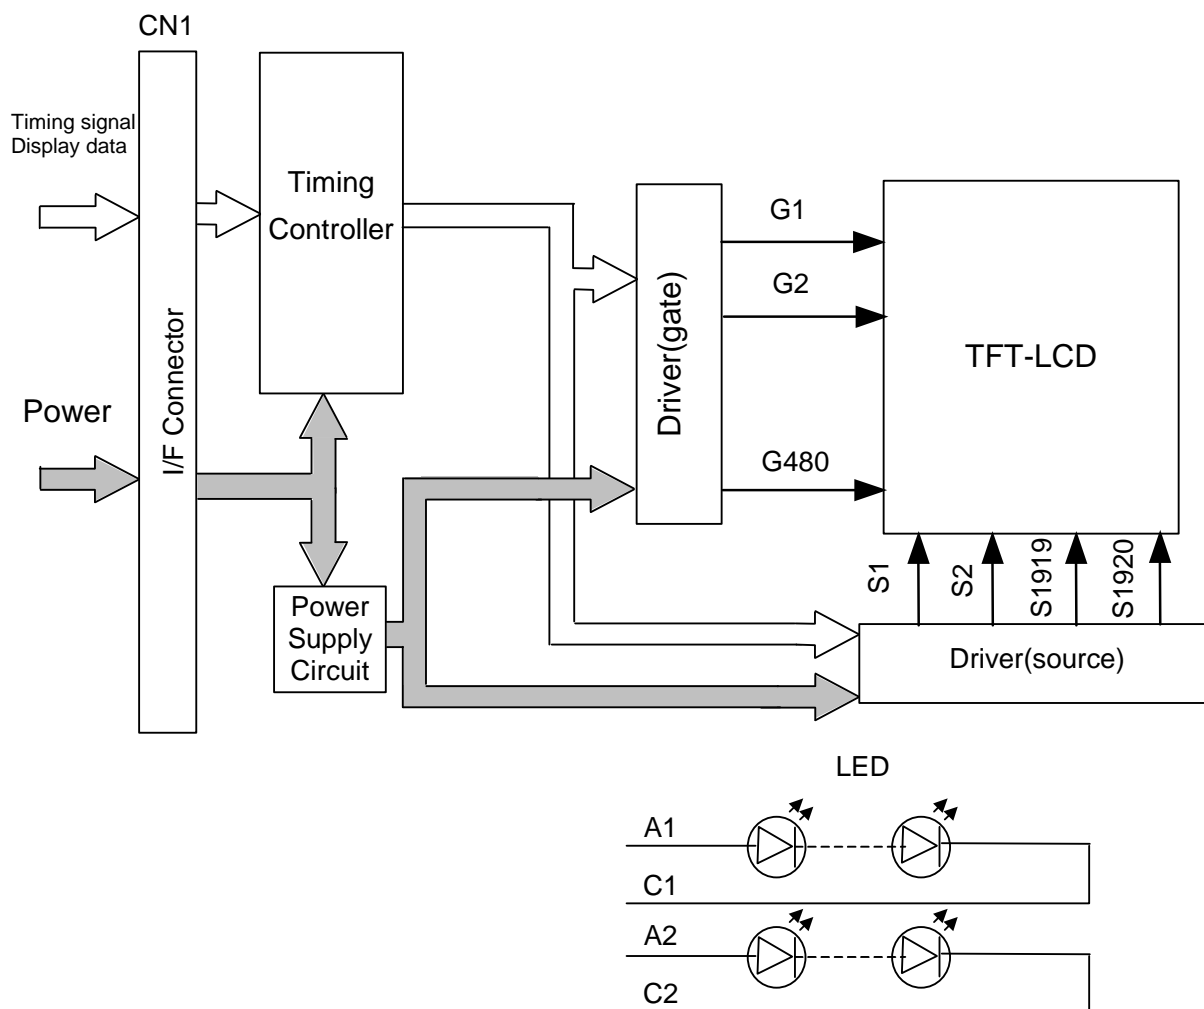 CN1
Timing signal
Display data
Power
I/F Connector
Timing
Controller
Power
Supply
Circuit
Driver(gate)
G1
G2
G480
TFT-LCD
S1
S2
S1919
S1920
Driver(source)
LED
A1
C1
A2
C2